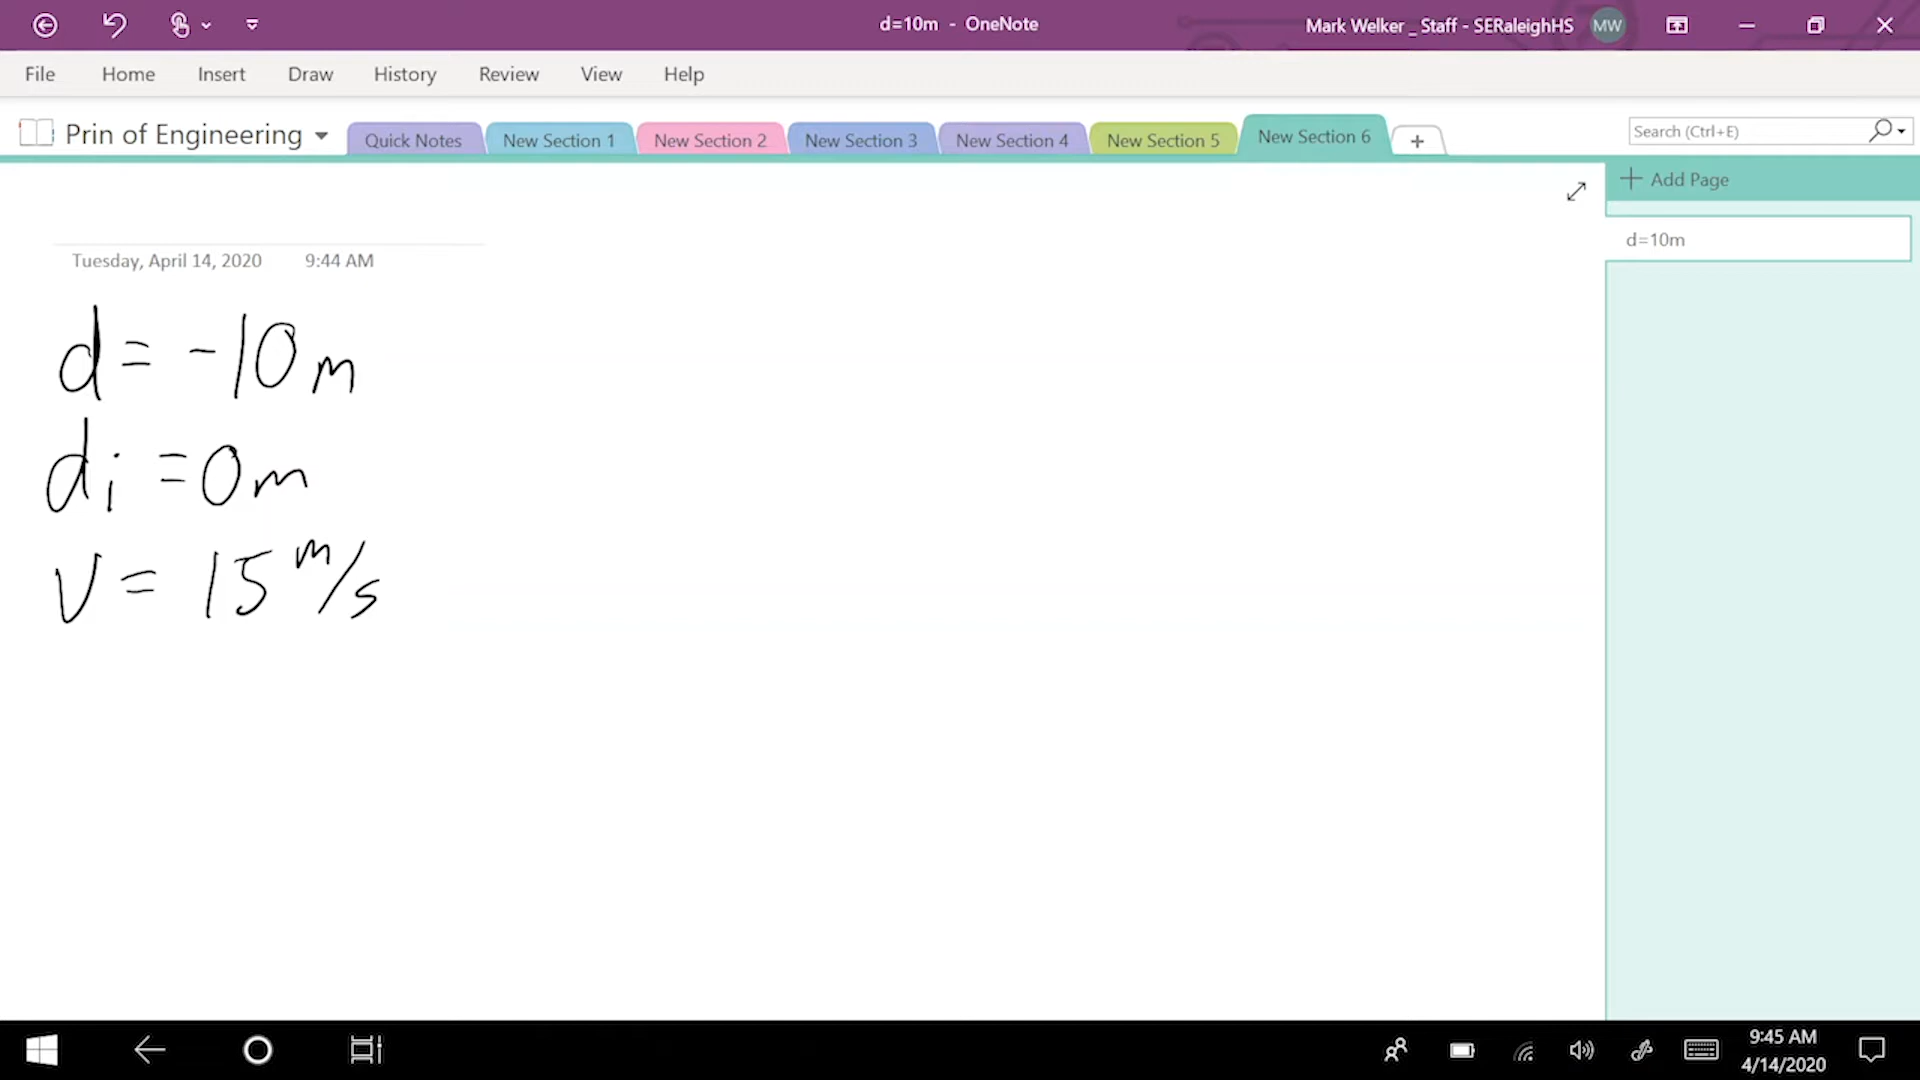 d=10m - OneNote
Mark Welker _ Staff - SERaleighHS MW
File Home Insert Draw History Review View Help
Prin of Engineering Quick Notes New Section 1 New Section 2 New Section 3 New Section 4 New Section 5 New Section 6 + Search (Ctrl+E)
Add Page
d=10m
Tuesday, April 14, 2020 9:44 AM
d = -10m
di = 0m
v = 15 m/s
9:45 AM
4/14/2020